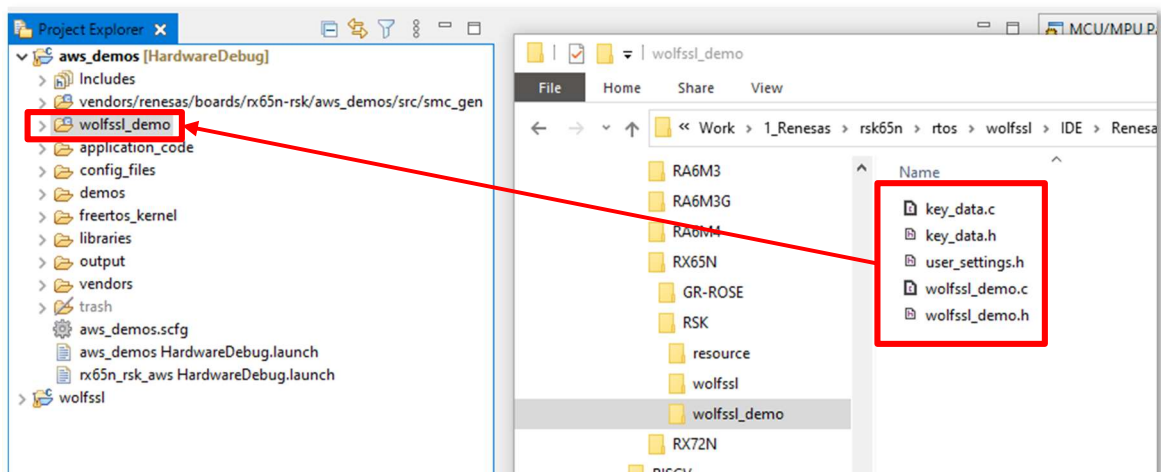 Project Explorer
aws_demos [HardwareDebug]
Includes
vendors/renesas/boards/rx65n-rsk/aws_demos/src/smc_gen
wolfssl_demo
application_code
config_files
demos
freertos_kernel
libraries
output
vendors
trash
aws_demos.scfg
aws_demos HardwareDebug.launch
rx65n_rsk_aws HardwareDebug.launch
wolfssl
MCU/MPU P
wolfssl_demo
File Home Share View
« Work > 1_Renesas > rsk65n > rtos > wolfssl > IDE > Renesa
RA6M3
RA6M3G
RA6M4
RX65N
GR-ROSE
RSK
resource
wolfssl
wolfssl_demo
RX72N
RISCV
Name
key_data.c
key_data.h
user_settings.h
wolfssl_demo.c
wolfssl_demo.h